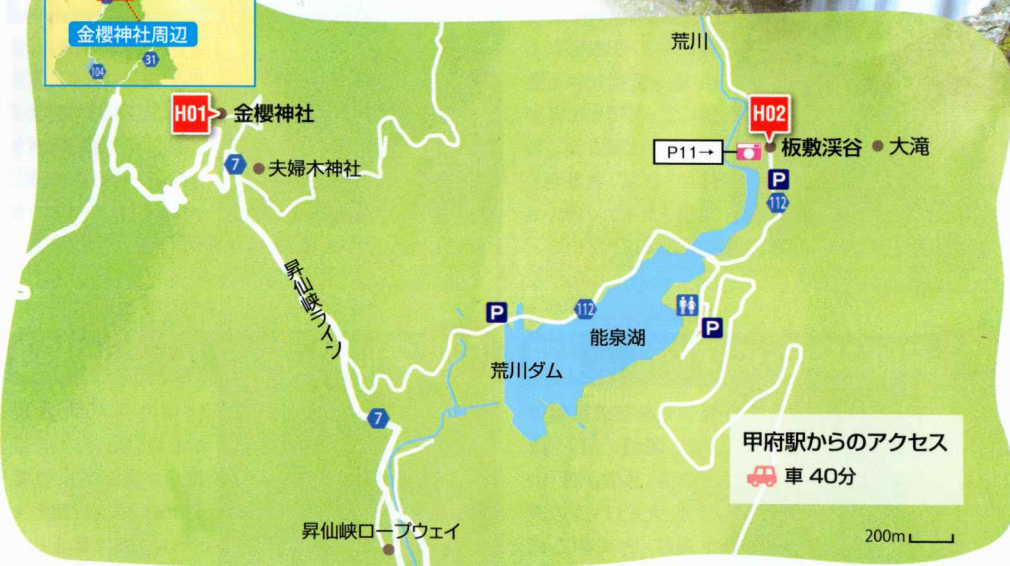 金櫻神社周辺
31
104
荒川
H01
金櫻神社
H02
P11→
板敷渓谷
大滝
7
夫婦木神社
P
112
昇仙峡ライン
P
112
能泉湖
P
荒川ダム
7
甲府駅からのアクセス
車 40分
昇仙峡ロープウェイ
200m